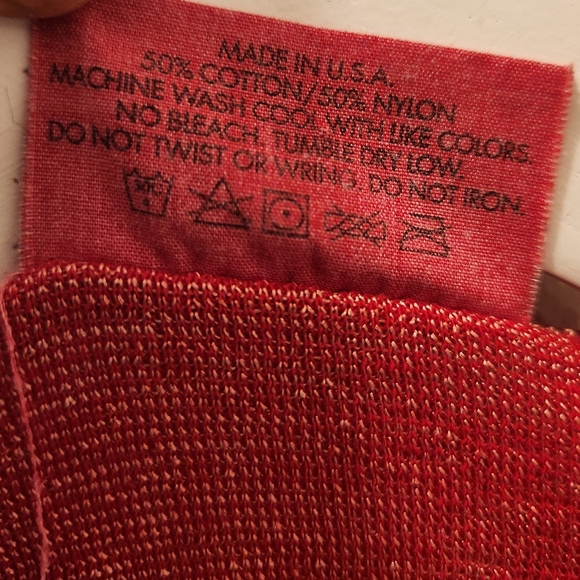 MADE IN U.S.A.
50% COTTON/50% NYLON
MACHINE WASH COOL WITH LIKE COLORS.
NO BLEACH. TUMBLE DRY LOW.
DO NOT TWIST OR WRING. DO NOT IRON.